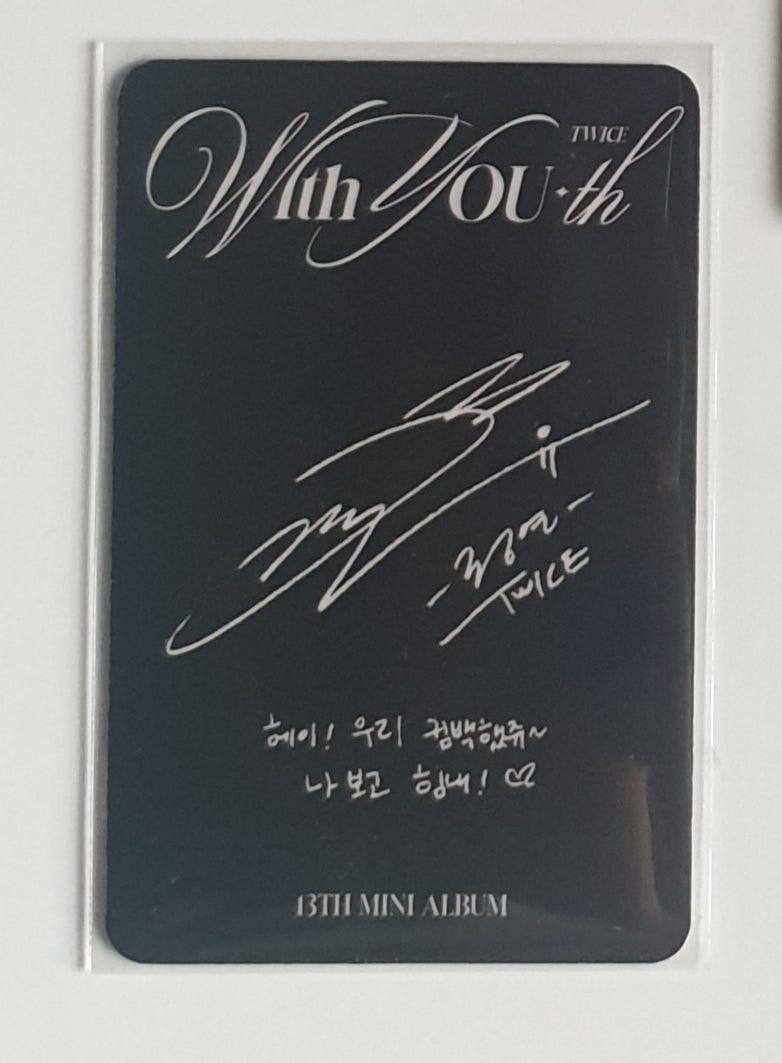 TWICE
With YOU-th
-정연-
TWICE
헤이! 우리 컴백했쥬~
나 보고 힘내! ♡
13TH MINI ALBUM